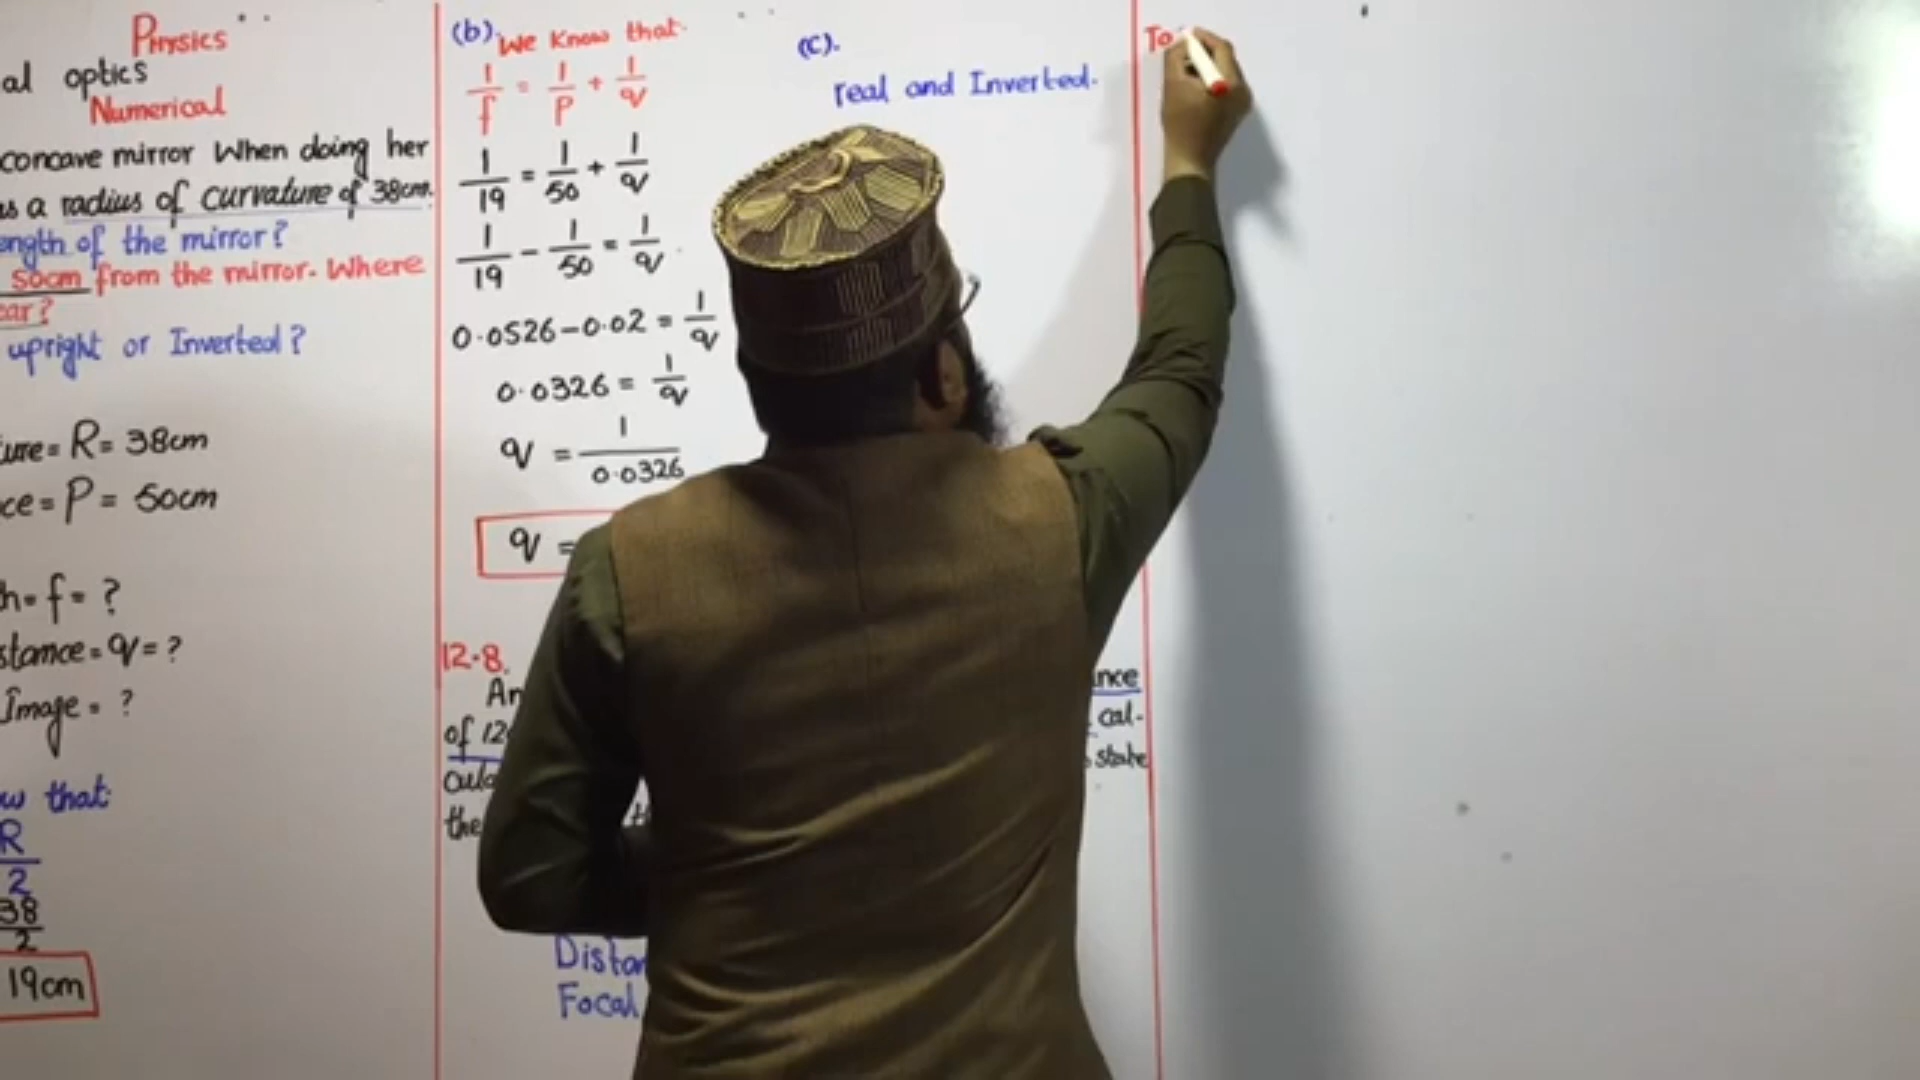 Physics
al optics
Numerical
concave mirror When doing her
as a radius of curvature of 38cm.
ength of the mirror?
50cm from the mirror. Where
ear?
upright or Inverted?
ture = R = 38cm
ce = P = 50cm
h = f = ?
stance = q = ?
Image = ?
w that:
R
2
38
2
19cm
(b). We Know that
1/f = 1/P + 1/q
1/19 = 1/50 + 1/q
1/19 - 1/50 = 1/q
0.0526 - 0.02 = 1/q
0.0326 = 1/q
q = 1/0.0326
q =
(c).
real and Inverted.
12.8.
An
of 12
cula
the
ance
cal-
state
Distan
Focal
To